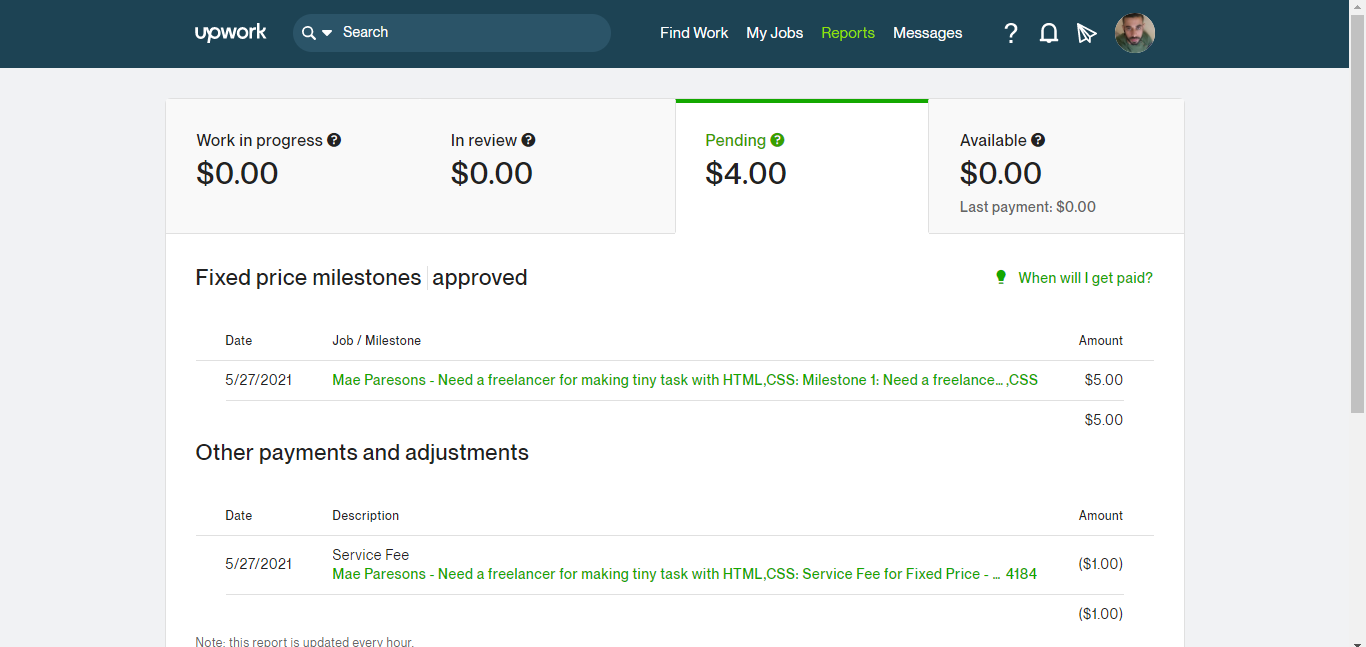 upwork
Search
Find Work
My Jobs
Reports
Messages
Work in progress
$0.00
In review
$0.00
Pending
$4.00
Available
$0.00
Last payment: $0.00
Fixed price milestones approved
When will I get paid?
Date Job / Milestone Amount
5/27/2021 Mae Paresons - Need a freelancer for making tiny task with HTML,CSS: Milestone 1: Need a freelance... ,CSS $5.00
$5.00
Other payments and adjustments
Date Description Amount
5/27/2021 Service Fee ($1.00)
Mae Paresons - Need a freelancer for making tiny task with HTML,CSS: Service Fee for Fixed Price - ... 4184
($1.00)
Note: this report is updated every hour.